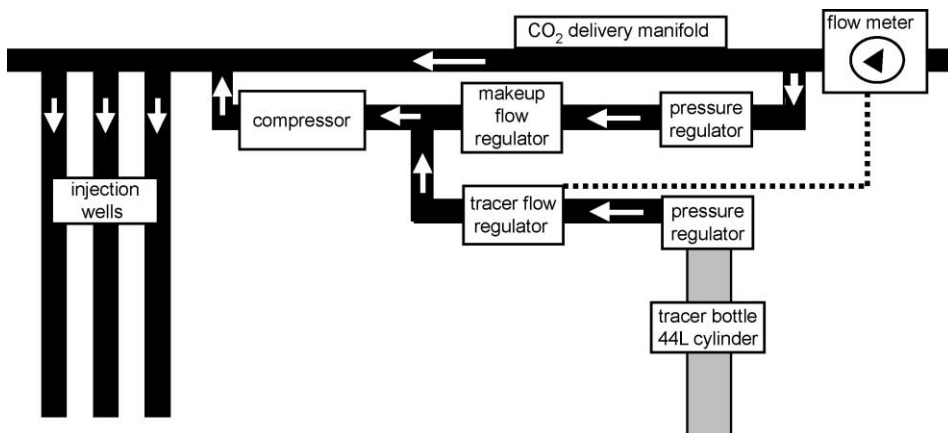 flow meter
CO₂ delivery manifold
compressor
makeup
flow
regulator
pressure
regulator
injection
wells
tracer flow
regulator
pressure
regulator
tracer bottle
44L cylinder